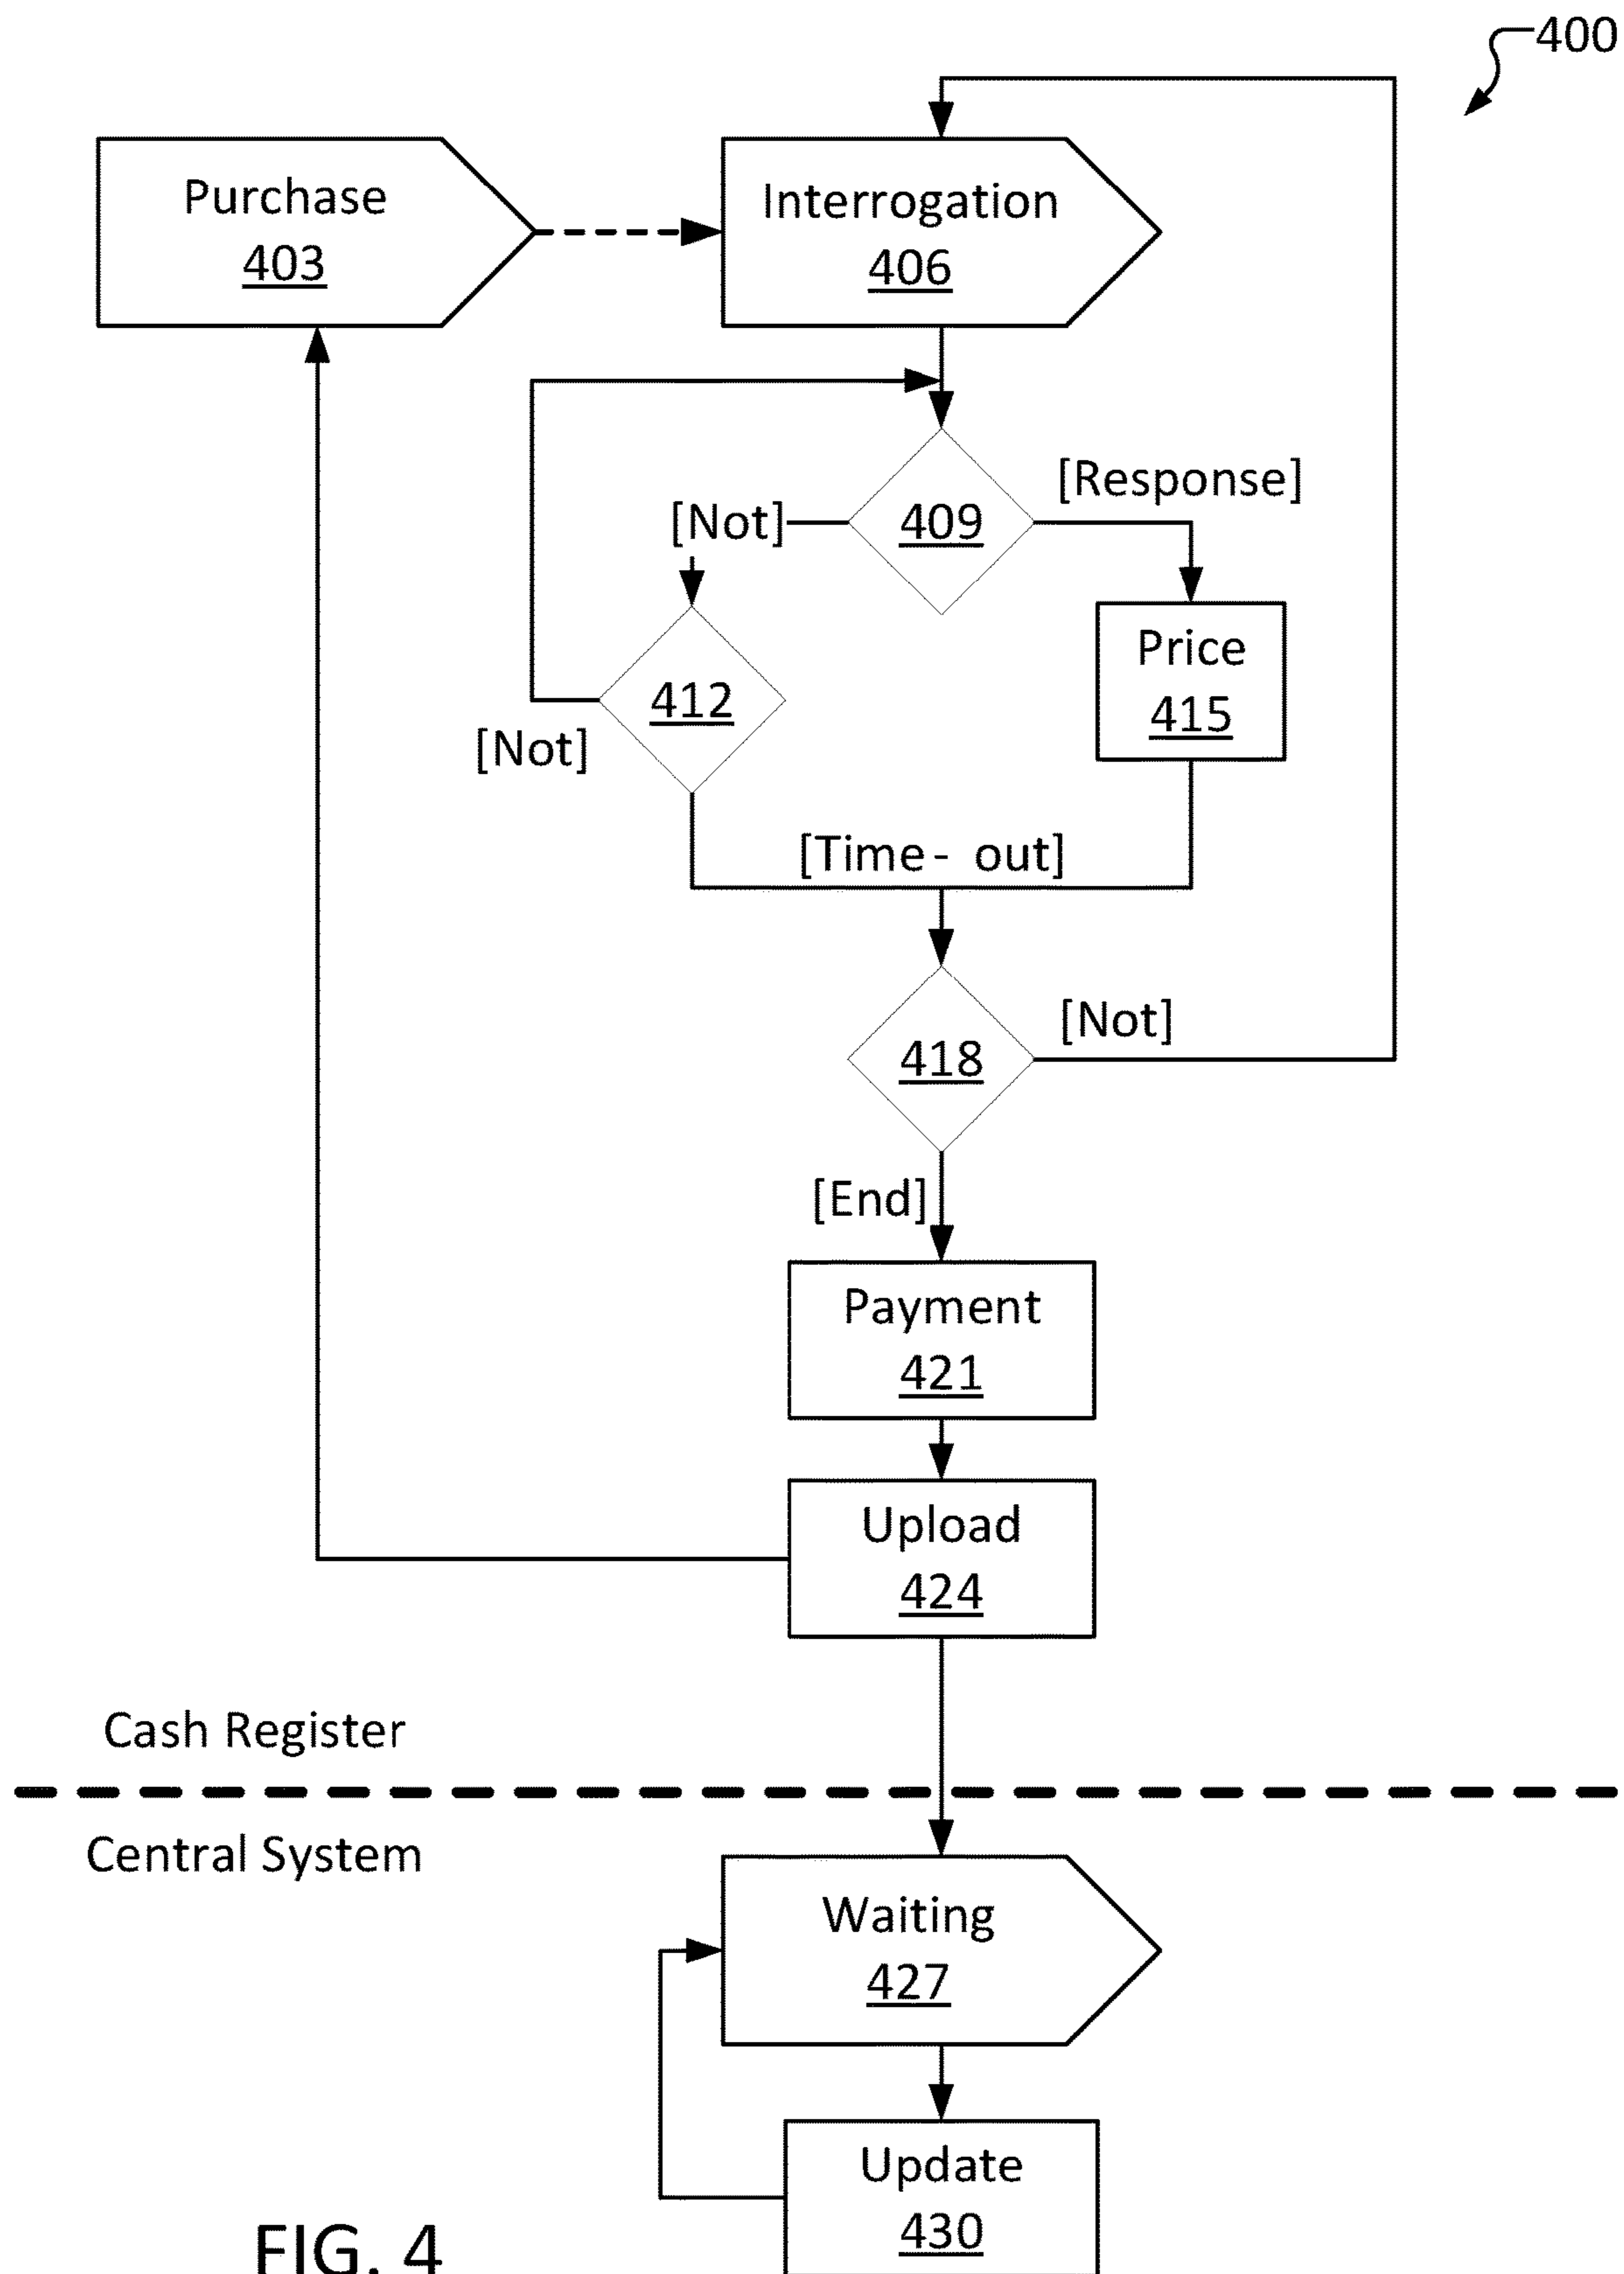 400
Purchase
403
Interrogation
406
[Response]
[Not]
409
Price
415
412
[Not]
[Time- out]
[Not]
418
[End]
Payment
421
Upload
424
Cash Register
Central System
Waiting
427
Update
430
FIG. 4